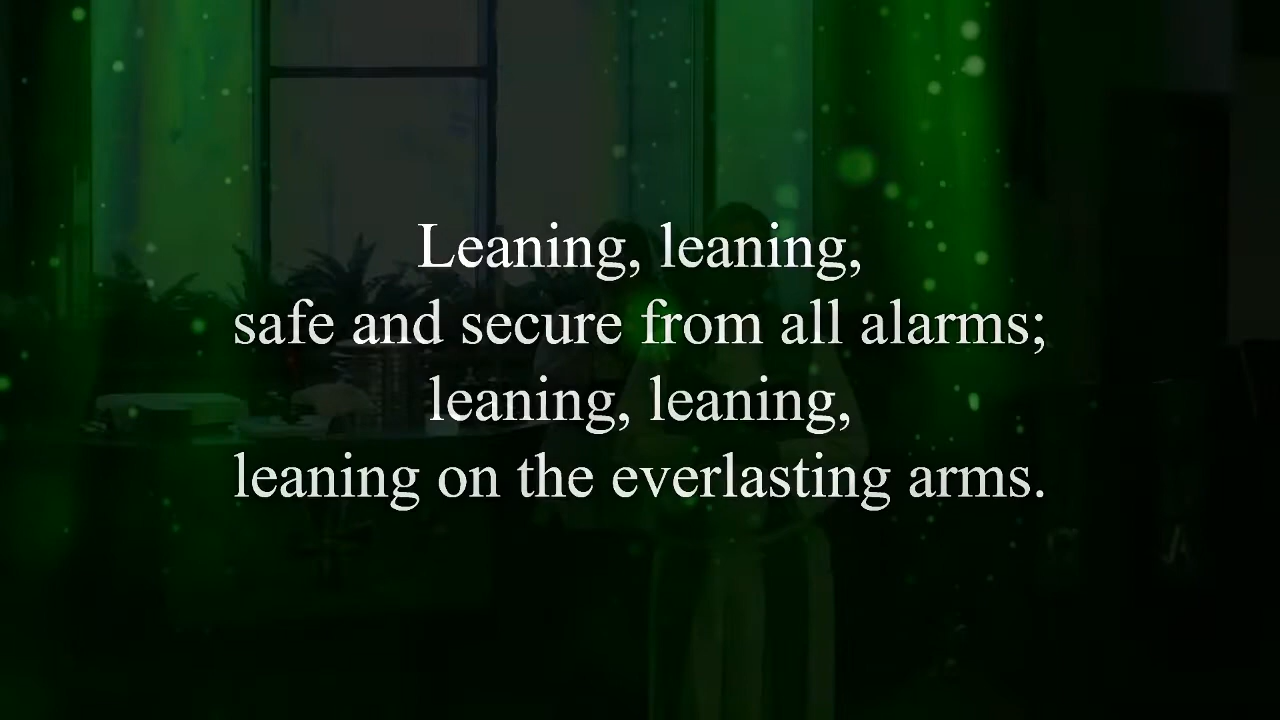 Leaning, leaning,
safe and secure from all alarms;
leaning, leaning,
leaning on the everlasting arms.